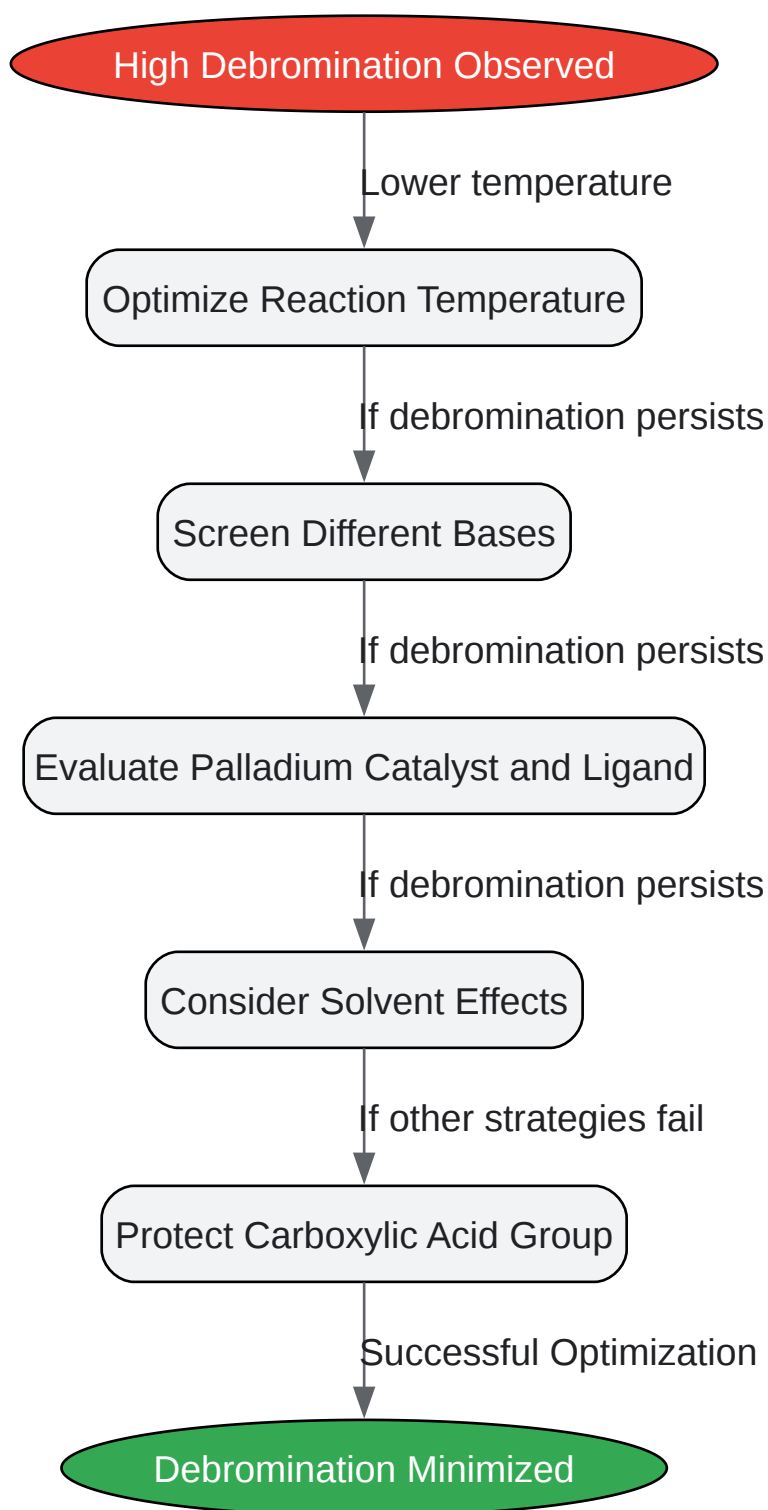 High Debromination Observed
Lower temperature
Optimize Reaction Temperature
If debromination persists
Screen Different Bases
If debromination persists
Evaluate Palladium Catalyst and Ligand
If debromination persists
Consider Solvent Effects
If other strategies fail
Protect Carboxylic Acid Group
Successful Optimization
Debromination Minimized